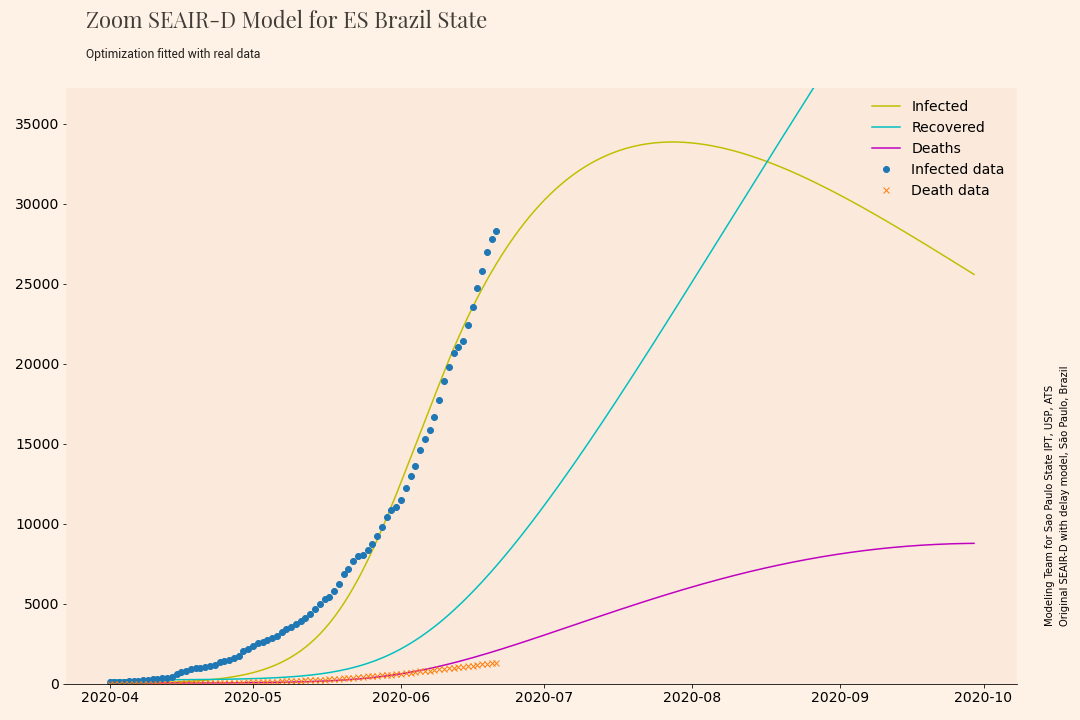 Zoom SEAIR-D Model for ES Brazil State
Optimization fitted with real data
Infected
Recovered
Deaths
Infected data
Death data
35000
30000
25000
20000
15000
10000
5000
0
2020-04
2020-05
2020-06
2020-07
2020-08
2020-09
2020-10
Modeling Team for Sao Paulo State IPT, USP, ATS
Original SEAIR-D with delay model, São Paulo, Brazil